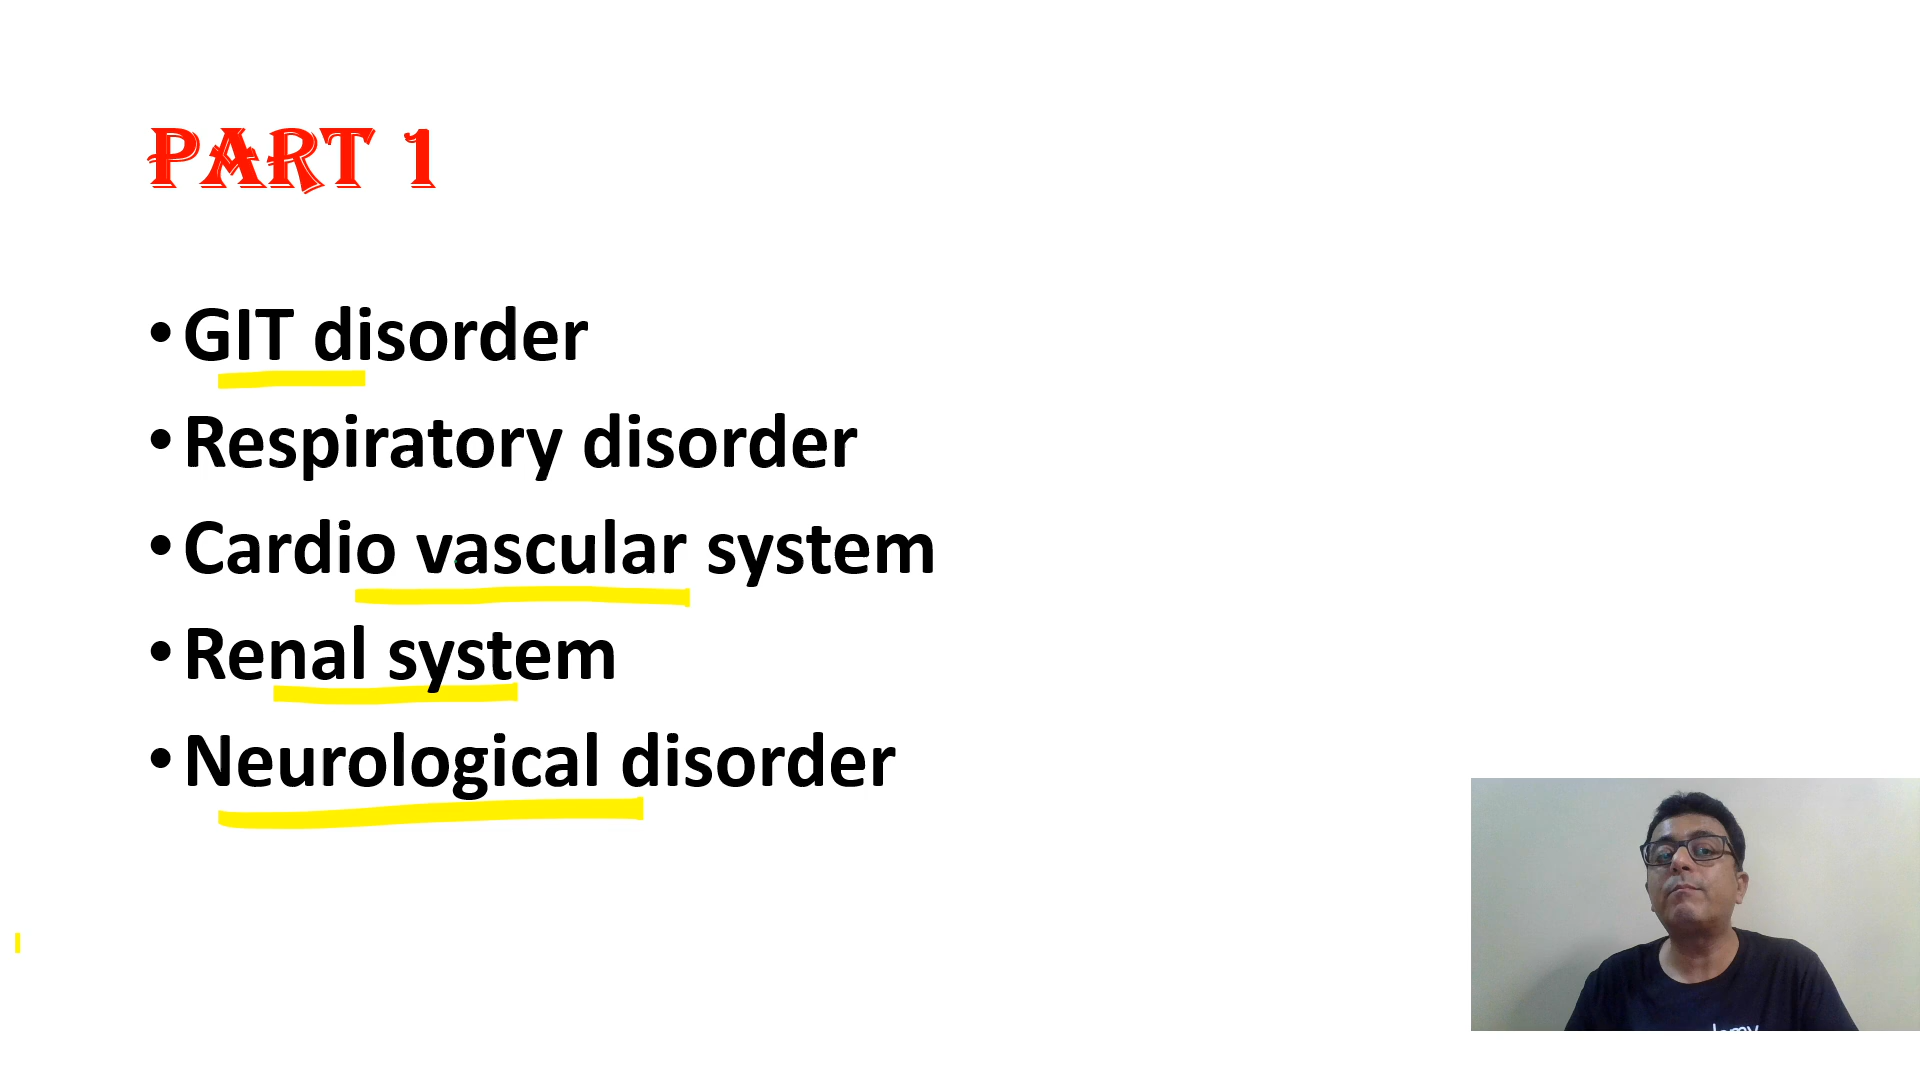 PART 1
• GIT disorder
• Respiratory disorder
• Cardio vascular system
• Renal system
• Neurological disorder